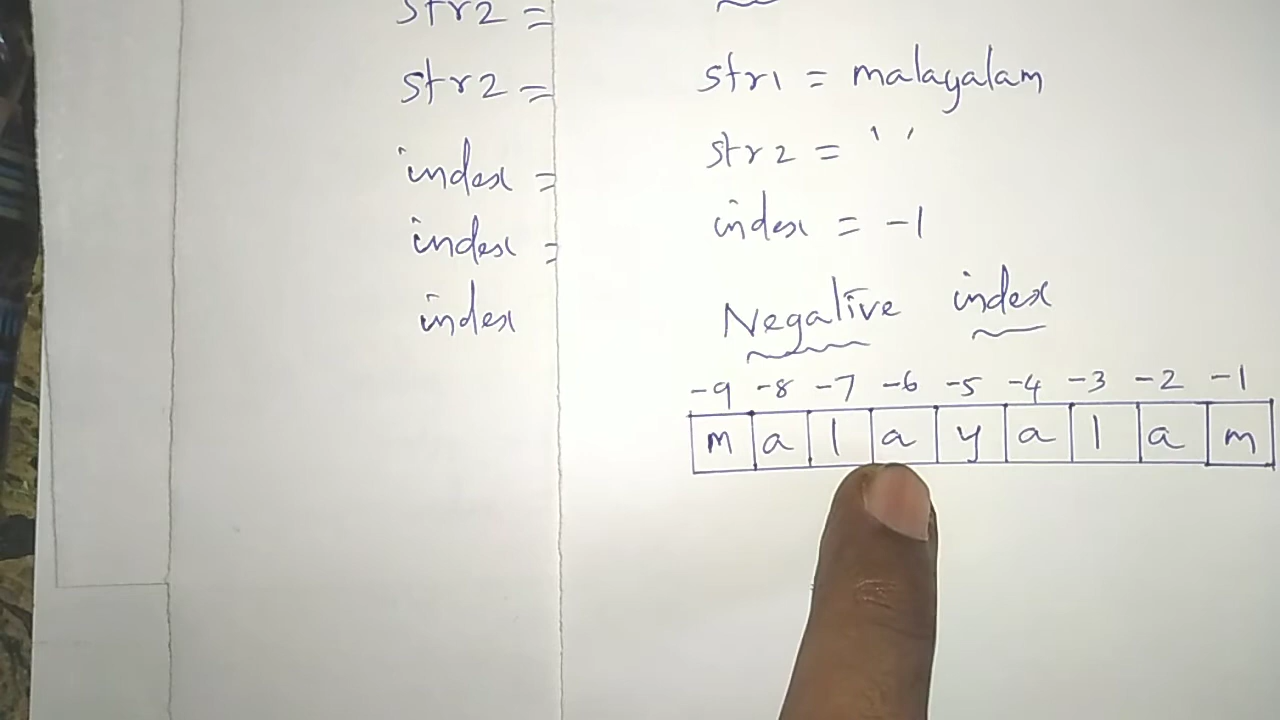 str2 =
str2 =
index =
index =
index
str1 = malayalam
str2 = ' '
index = -1
Negative index
-9 -8 -7 -6 -5 -4 -3 -2 -1
m a l a y a l a m